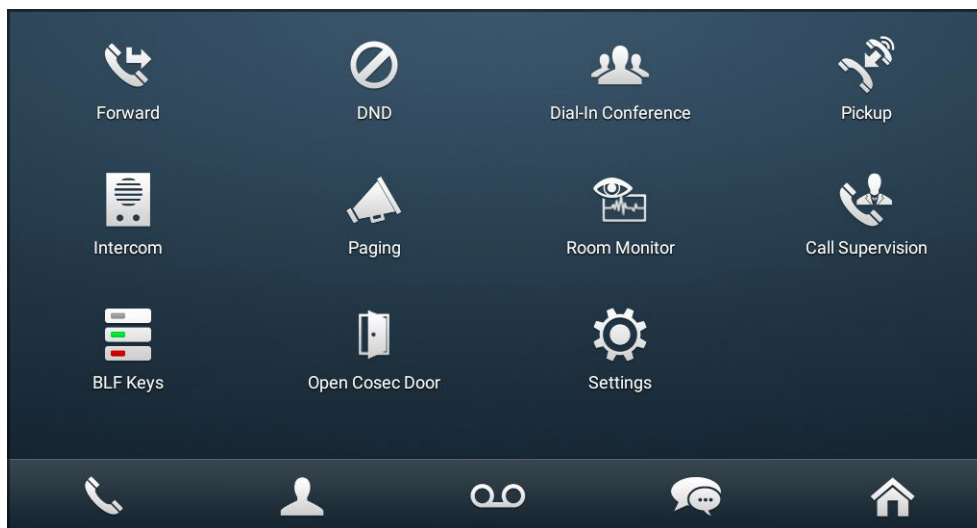 Forward
DND
Dial-In Conference
Pickup
Intercom
Paging
Room Monitor
Call Supervision
BLF Keys
Open Cosec Door
Settings